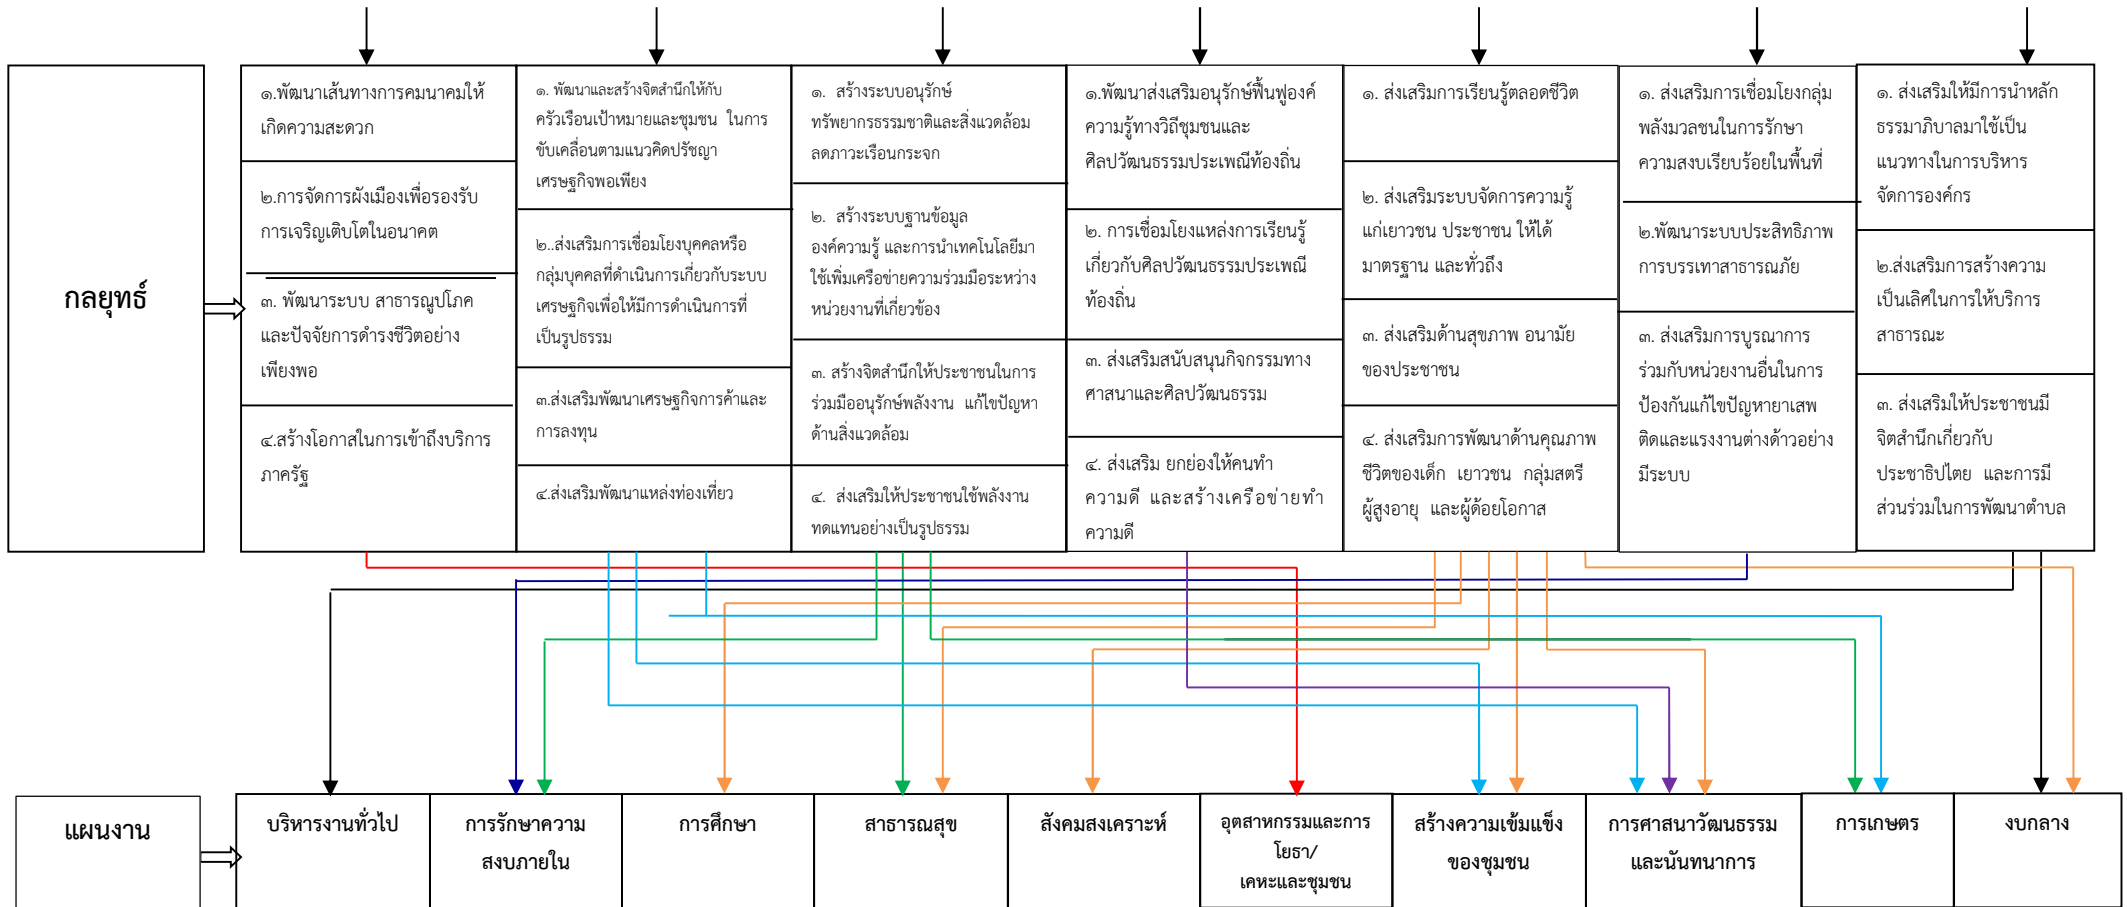 กลยุทธ์
๑.พัฒนาเส้นทางการคมนาคมให้
เกิดความสะดวก
๒.การจัดการผังเมืองเพื่อรองรับ
การเจริญเติบโตในอนาคต
๓. พัฒนาระบบ สาธารณูปโภค
และปัจจัยการดำรงชีวิตอย่าง
เพียงพอ
๔.สร้างโอกาสในการเข้าถึงบริการ
ภาครัฐ
๑. พัฒนาและสร้างจิตสำนึกให้กับ
ครัวเรือนเป้าหมายและชุมชน ในการ
ขับเคลื่อนตามแนวคิดปรัชญา
เศรษฐกิจพอเพียง
๒..ส่งเสริมการเชื่อมโยงบุคคลหรือ
กลุ่มบุคคลที่ดำเนินการเกี่ยวกับระบบ
เศรษฐกิจเพื่อให้มีการดำเนินการที่
เป็นรูปธรรม
๓.ส่งเสริมพัฒนาเศรษฐกิจการค้าและ
การลงทุน
๔.ส่งเสริมพัฒนาแหล่งท่องเที่ยว
๑. สร้างระบบอนุรักษ์
ทรัพยากรธรรมชาติและสิ่งแวดล้อม
ลดภาวะเรือนกระจก
๒. สร้างระบบฐานข้อมูล
องค์ความรู้ และการนำเทคโนโลยีมา
ใช้เพิ่มเครือข่ายความร่วมมือระหว่าง
หน่วยงานที่เกี่ยวข้อง
๓. สร้างจิตสำนึกให้ประชาชนในการ
ร่วมมืออนุรักษ์พลังงาน แก้ไขปัญหา
ด้านสิ่งแวดล้อม
๔. ส่งเสริมให้ประชาชนใช้พลังงาน
ทดแทนอย่างเป็นรูปธรรม
๑.พัฒนาส่งเสริมอนุรักษ์ฟื้นฟูองค์
ความรู้ทางวิถีชุมชนและ
ศิลปวัฒนธรรมประเพณีท้องถิ่น
๒. การเชื่อมโยงแหล่งการเรียนรู้
เกี่ยวกับศิลปวัฒนธรรมประเพณี
ท้องถิ่น
๓. ส่งเสริมสนับสนุนกิจกรรมทาง
ศาสนาและศิลปวัฒนธรรม
๔. ส่งเสริม ยกย่องให้คนทำ
ความดี และสร้างเครือข่ายทำ
ความดี
๑. ส่งเสริมการเรียนรู้ตลอดชีวิต
๒. ส่งเสริมระบบจัดการความรู้
แก่เยาวชน ประชาชน ให้ได้
มาตรฐาน และทั่วถึง
๓. ส่งเสริมด้านสุขภาพ อนามัย
ของประชาชน
๔. ส่งเสริมการพัฒนาด้านคุณภาพ
ชีวิตของเด็ก เยาวชน กลุ่มสตรี
ผู้สูงอายุ และผู้ด้อยโอกาส
๑. ส่งเสริมการเชื่อมโยงกลุ่ม
พลังมวลชนในการรักษา
ความสงบเรียบร้อยในพื้นที่
๒.พัฒนาระบบประสิทธิภาพ
การบรรเทาสาธารณภัย
๓. ส่งเสริมการบูรณาการ
ร่วมกับหน่วยงานอื่นในการ
ป้องกันแก้ไขปัญหายาเสพ
ติดและแรงงานต่างด้าวอย่าง
มีระบบ
๑. ส่งเสริมให้มีการนำหลัก
ธรรมาภิบาลมาใช้เป็น
แนวทางในการบริหาร
จัดการองค์กร
๒.ส่งเสริมการสร้างความ
เป็นเลิศในการให้บริการ
สาธารณะ
๓. ส่งเสริมให้ประชาชนมี
จิตสำนึกเกี่ยวกับ
ประชาธิปไตย และการมี
ส่วนร่วมในการพัฒนาตำบล
แผนงาน
บริหารงานทั่วไป
การรักษาความ
สงบภายใน
การศึกษา
สาธารณสุข
สังคมสงเคราะห์
อุตสาหกรรมและการ
โยธา/
เคหะและชุมชน
สร้างความเข้มแข็ง
ของชุมชน
การศาสนาวัฒนธรรม
และนันทนาการ
การเกษตร
งบกลาง